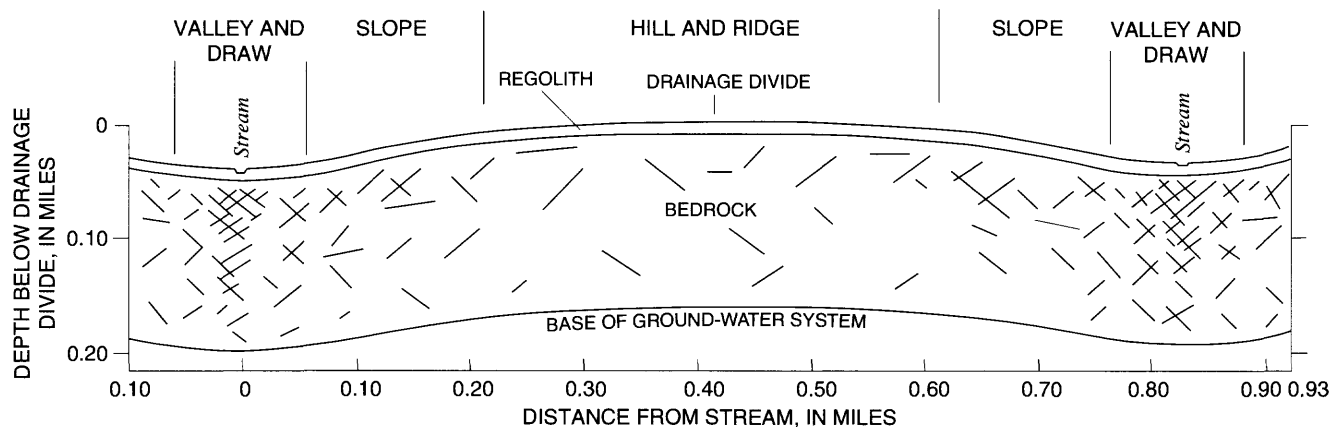 VALLEY AND
DRAW
SLOPE
HILL AND RIDGE
SLOPE
VALLEY AND
DRAW
REGOLITH
DRAINAGE DIVIDE
Stream
Stream
BEDROCK
BASE OF GROUND-WATER SYSTEM
DEPTH BELOW DRAINAGE
DIVIDE, IN MILES
0
0.10
0.20
0.10 0 0.10 0.20 0.30 0.40 0.50 0.60 0.70 0.80 0.90 0.93
DISTANCE FROM STREAM, IN MILES